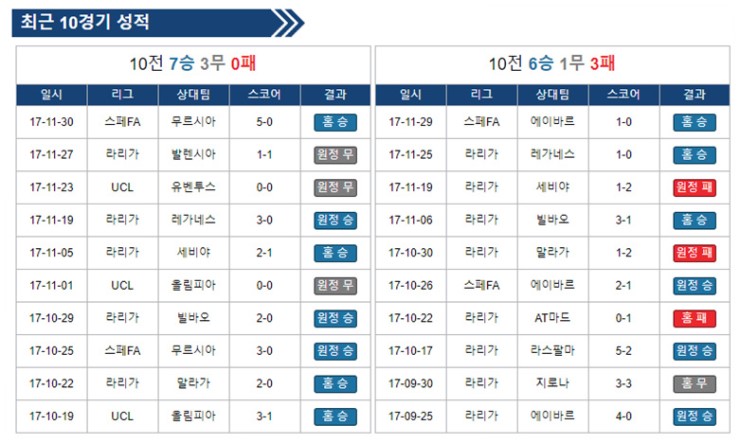 최근 10경기 성적
10전 7승 3무 0패
일시 리그 상대팀 스코어 결과
17-11-30 스페FA 무르시아 5-0 홈 승
17-11-27 라리가 발렌시아 1-1 원정 무
17-11-23 UCL 유벤투스 0-0 원정 무
17-11-19 라리가 레가네스 3-0 원정 승
17-11-05 라리가 세비야 2-1 홈 승
17-11-01 UCL 올림피아 0-0 원정 무
17-10-29 라리가 빌바오 2-0 원정 승
17-10-25 스페FA 무르시아 3-0 원정 승
17-10-22 라리가 말라가 2-0 홈 승
17-10-19 UCL 올림피아 3-1 홈 승
10전 6승 1무 3패
일시 리그 상대팀 스코어 결과
17-11-29 스페FA 에이바르 1-0 홈 승
17-11-25 라리가 레가네스 1-0 홈 승
17-11-19 라리가 세비야 1-2 원정 패
17-11-06 라리가 빌바오 3-1 홈 승
17-10-30 라리가 말라가 1-2 원정 패
17-10-26 스페FA 에이바르 2-1 원정 승
17-10-22 라리가 AT마드 0-1 홈 패
17-10-17 라리가 라스팔마 5-2 원정 승
17-09-30 라리가 지로나 3-3 홈 무
17-09-25 라리가 에이바르 4-0 원정 승